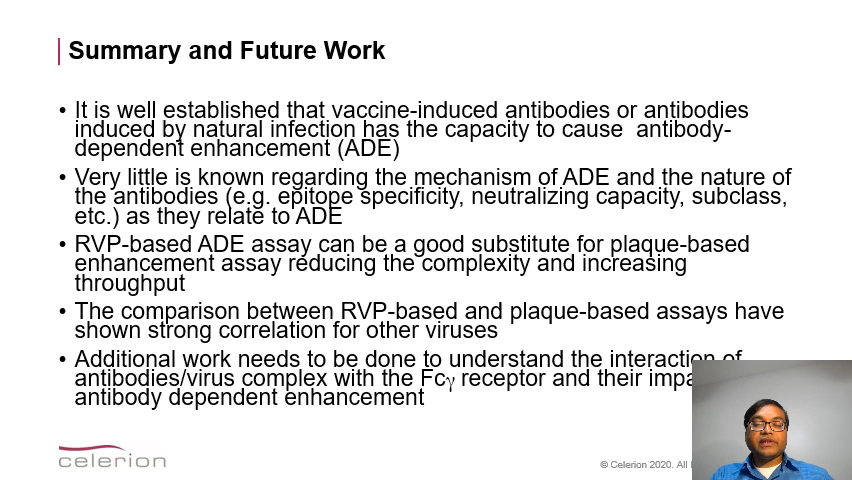 Summary and Future Work
• It is well established that vaccine-induced antibodies or antibodies
induced by natural infection has the capacity to cause antibody-
dependent enhancement (ADE)
• Very little is known regarding the mechanism of ADE and the nature of
the antibodies (e.g. epitope specificity, neutralizing capacity, subclass,
etc.) as they relate to ADE
• RVP-based ADE assay can be a good substitute for plaque-based
enhancement assay reducing the complexity and increasing
throughput
• The comparison between RVP-based and plaque-based assays have
shown strong correlation for other viruses
• Additional work needs to be done to understand the interaction of
antibodies/virus complex with the Fcγ receptor and their
antibody dependent enhancement
celerion
© Celerion 2020. All